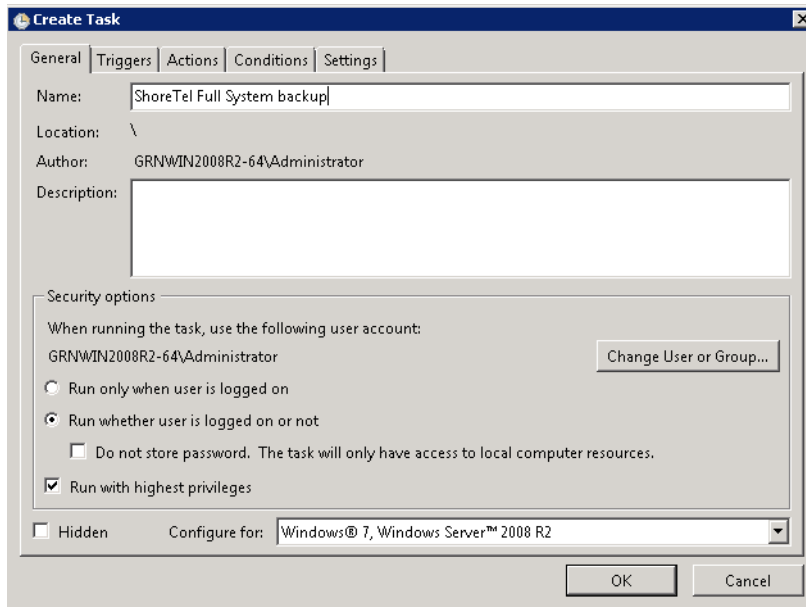 Create Task
General Triggers Actions Conditions Settings
Name: ShoreTel Full System backup
Location: \
Author: GRNWIN2008R2-64\Administrator
Description:
Security options
When running the task, use the following user account:
GRNWIN2008R2-64\Administrator Change User or Group...
Run only when user is logged on
Run whether user is logged on or not
Do not store password. The task will only have access to local computer resources.
Run with highest privileges
Hidden Configure for: Windows® 7, Windows Server™ 2008 R2
OK Cancel